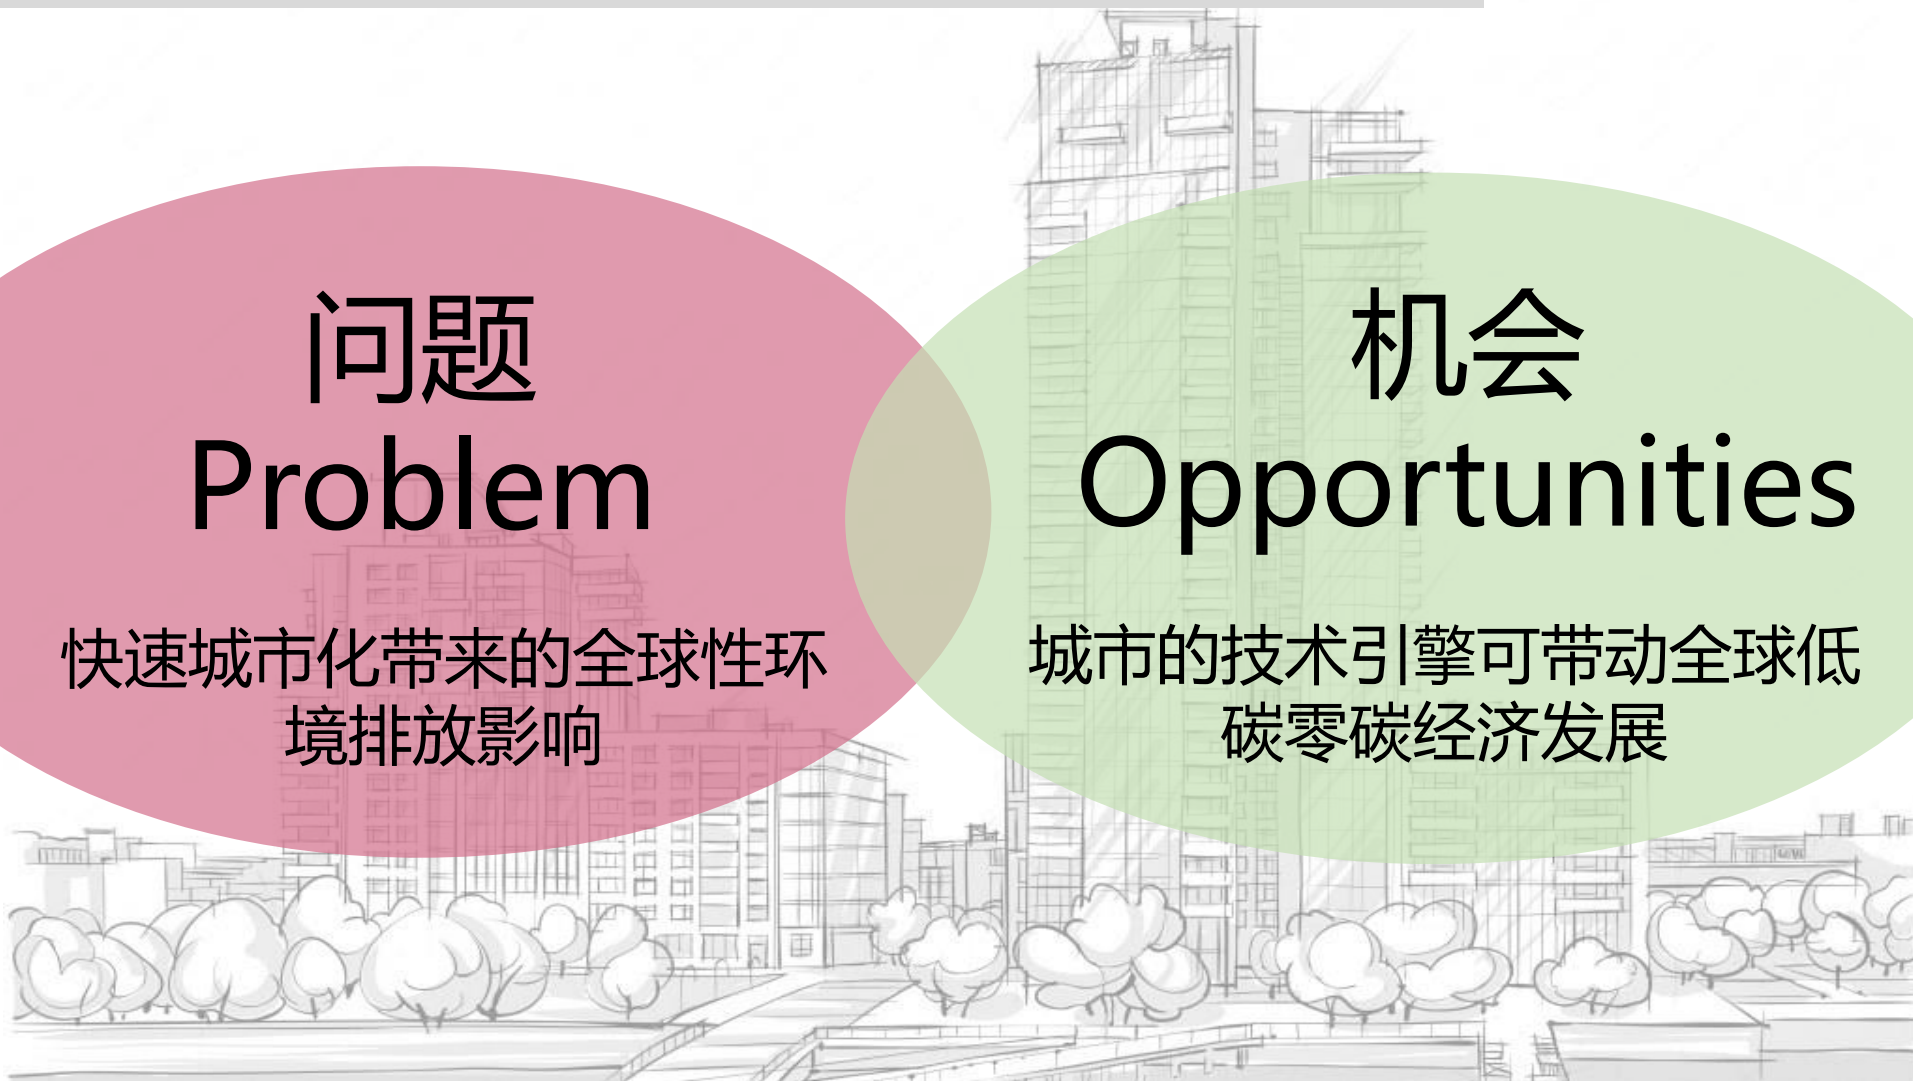 问题
Problem
快速城市化带来的全球性环
境排放影响
机会
Opportunities
城市的技术引擎可带动全球低
碳零碳经济发展